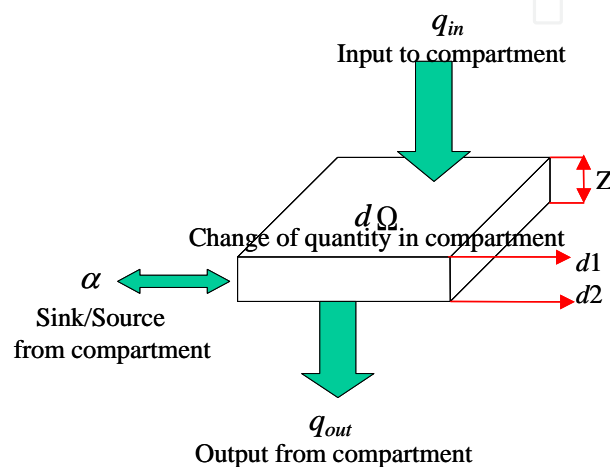 q_in
Input to compartment
Z
d Ω
Change of quantity in compartment
d1
α
d2
Sink/Source
from compartment
q_out
Output from compartment